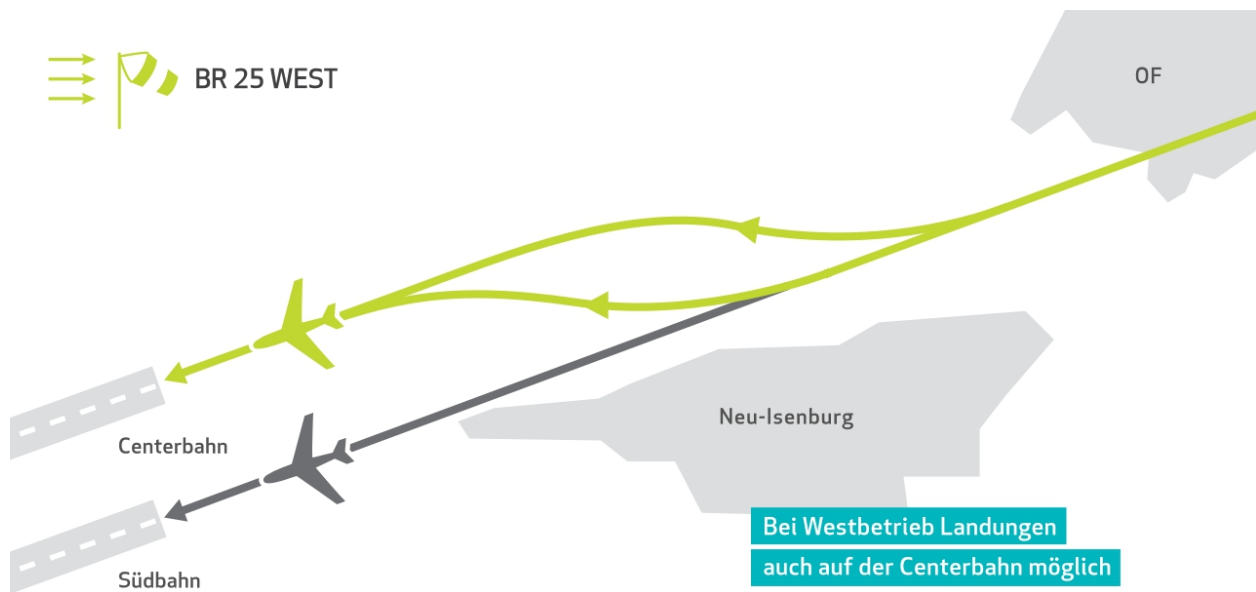 BR 25 WEST
OF
Neu-Isenburg
Centerbahn
Bei Westbetrieb Landungen
auch auf der Centerbahn möglich
Südbahn